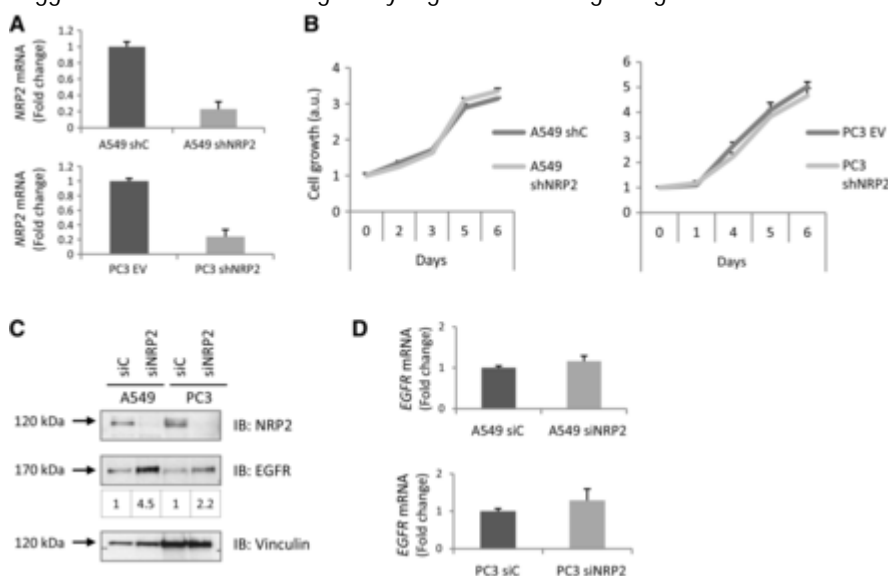 A
NRP2 mRNA
(Fold change)
1.2
1
0.8
0.6
0.4
0.2
0
A549 shC
A549 shNRP2
NRP2 mRNA
(Fold change)
1.2
1
0.8
0.6
0.4
0.2
0
PC3 EV
PC3 shNRP2
B
Cell growth (a.u.)
4
3
2
1
0
0 2 3 5 6
Days
A549 shC
A549
shNRP2
6
5
4
3
2
1
0
0 1 4 5 6
Days
PC3 EV
PC3
shNRP2
C
siC siNRP2 siC siNRP2
A549 PC3
120 kDa IB: NRP2
170 kDa IB: EGFR
1 4.5 1 2.2
120 kDa IB: Vinculin
D
EGFR mRNA
(Fold change)
2
1
0
A549 siC
A549 siNRP2
EGFR mRNA
(Fold change)
2
1
0
PC3 siC
PC3 siNRP2